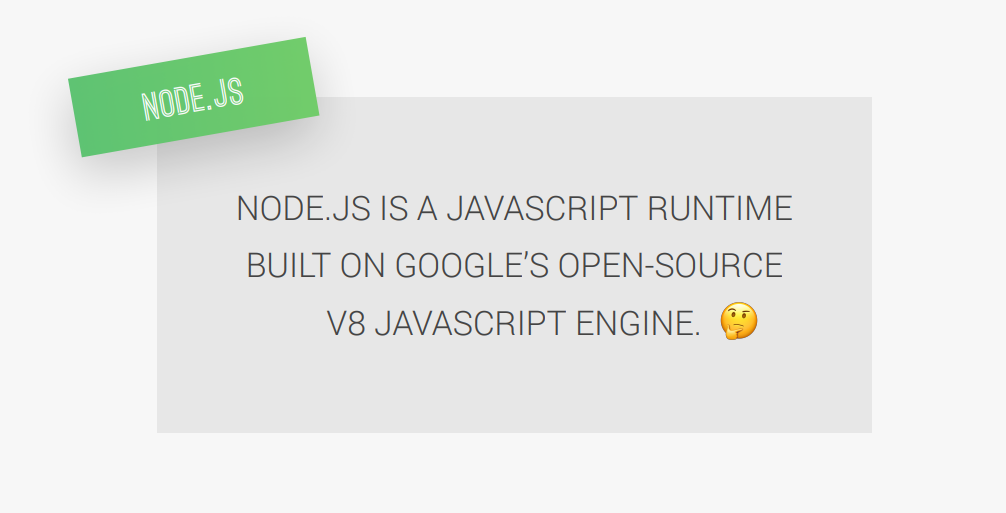 NODE.JS
NODE.JS IS A JAVASCRIPT RUNTIME
BUILT ON GOOGLE’S OPEN-SOURCE
V8 JAVASCRIPT ENGINE. 🤔